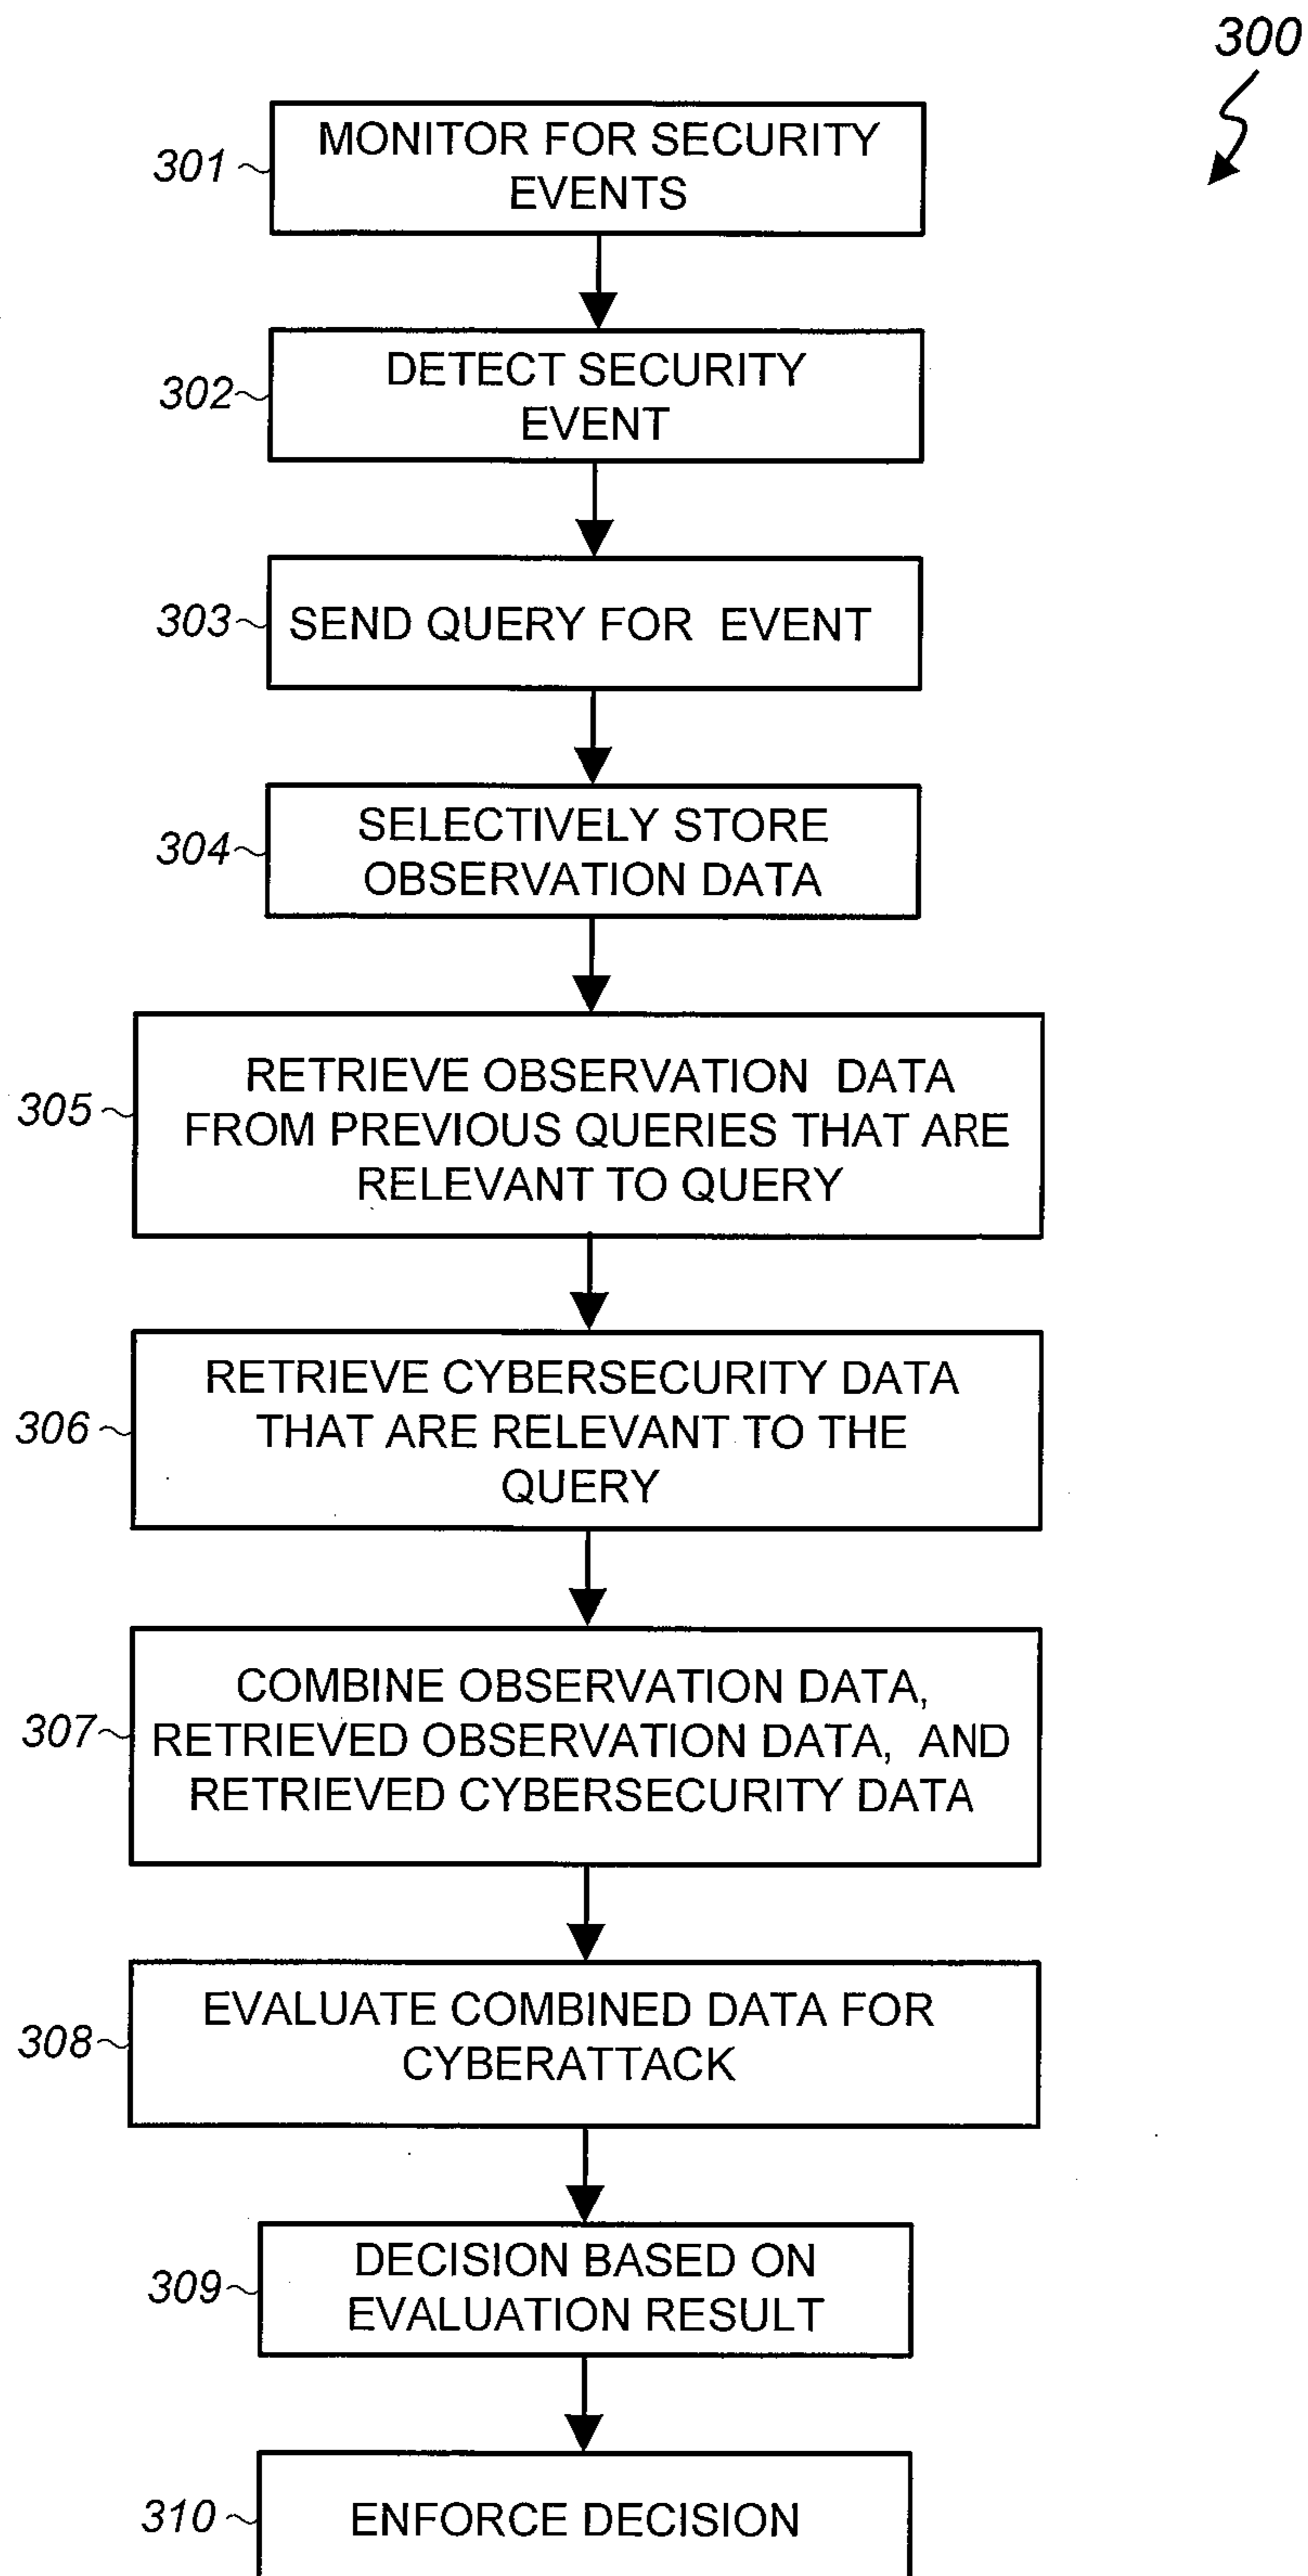 300
301
MONITOR FOR SECURITY
EVENTS
302
DETECT SECURITY
EVENT
303
SEND QUERY FOR EVENT
304
SELECTIVELY STORE
OBSERVATION DATA
305
RETRIEVE OBSERVATION DATA
FROM PREVIOUS QUERIES THAT ARE
RELEVANT TO QUERY
306
RETRIEVE CYBERSECURITY DATA
THAT ARE RELEVANT TO THE
QUERY
307
COMBINE OBSERVATION DATA,
RETRIEVED OBSERVATION DATA, AND
RETRIEVED CYBERSECURITY DATA
308
EVALUATE COMBINED DATA FOR
CYBERATTACK
309
DECISION BASED ON
EVALUATION RESULT
310
ENFORCE DECISION